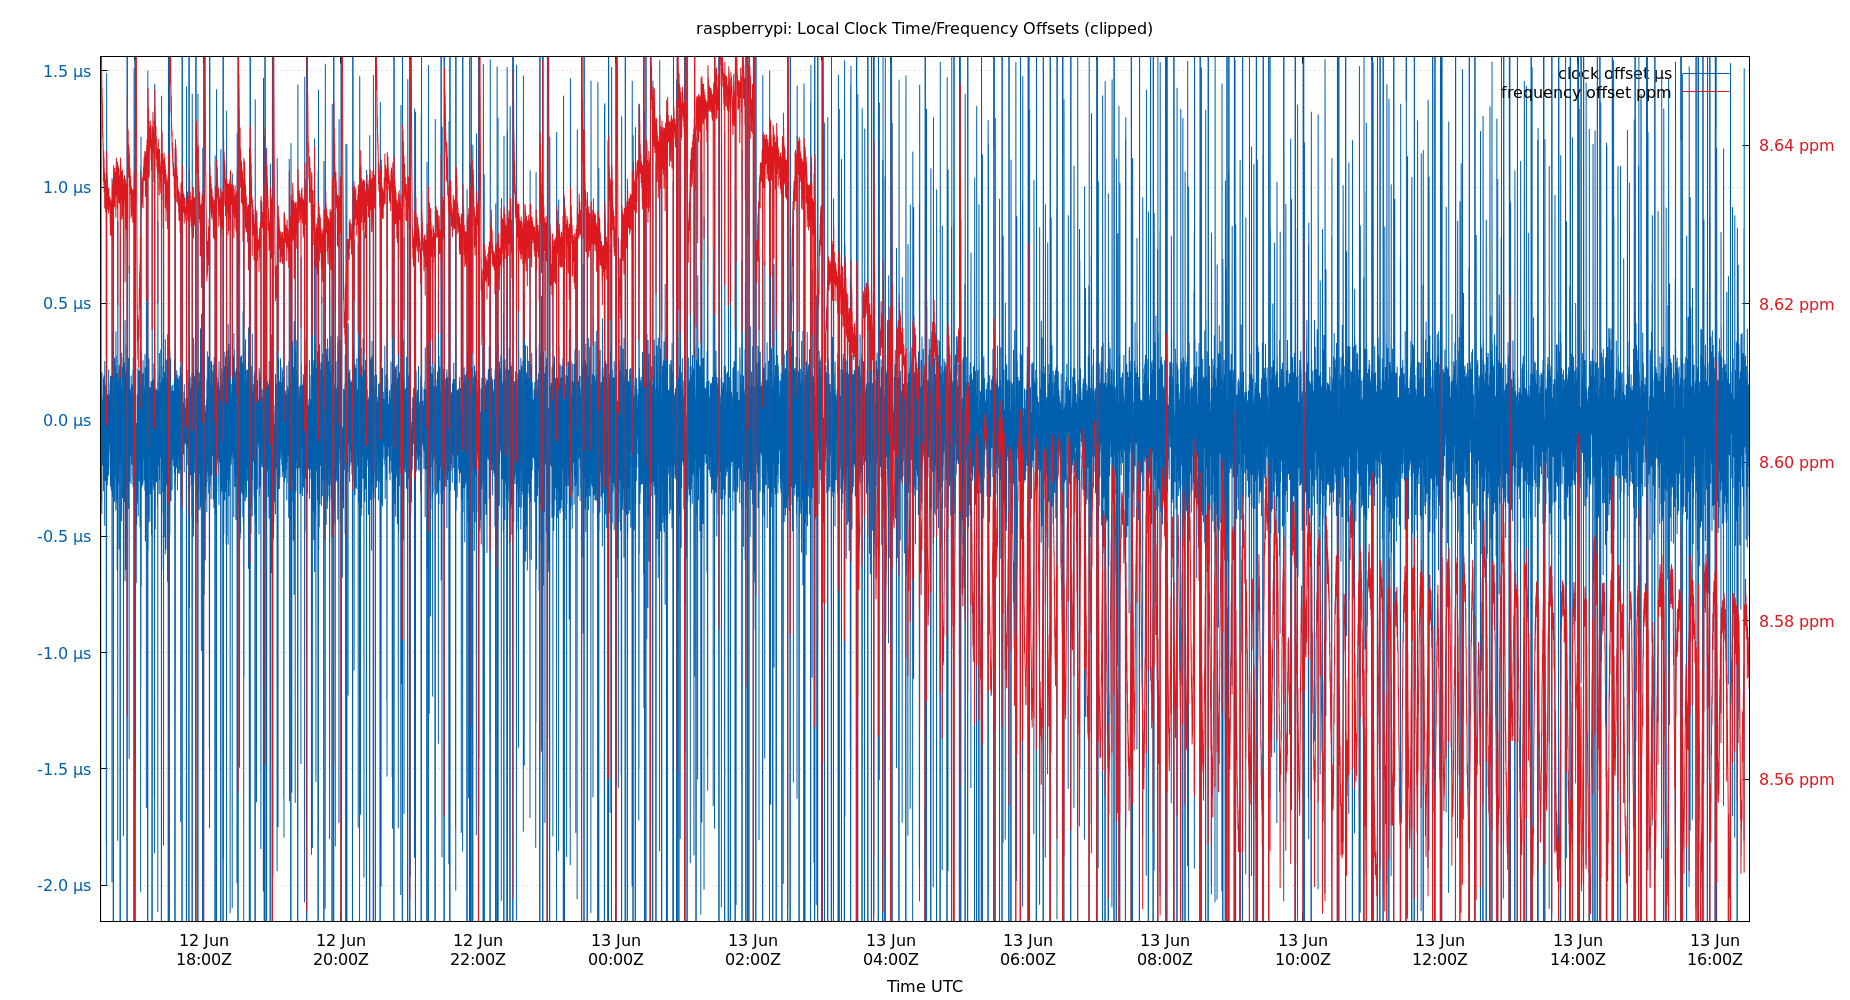 raspberrypi: Local Clock Time/Frequency Offsets (clipped)
clock offset µs
frequency offset ppm
1.5 µs
1.0 µs
0.5 µs
0.0 µs
-0.5 µs
-1.0 µs
-1.5 µs
-2.0 µs
8.64 ppm
8.62 ppm
8.60 ppm
8.58 ppm
8.56 ppm
12 Jun 12 Jun 12 Jun 13 Jun 13 Jun 13 Jun 13 Jun 13 Jun 13 Jun 13 Jun 13 Jun 13 Jun
18:00Z 20:00Z 22:00Z 00:00Z 02:00Z 04:00Z 06:00Z 08:00Z 10:00Z 12:00Z 14:00Z 16:00Z
Time UTC